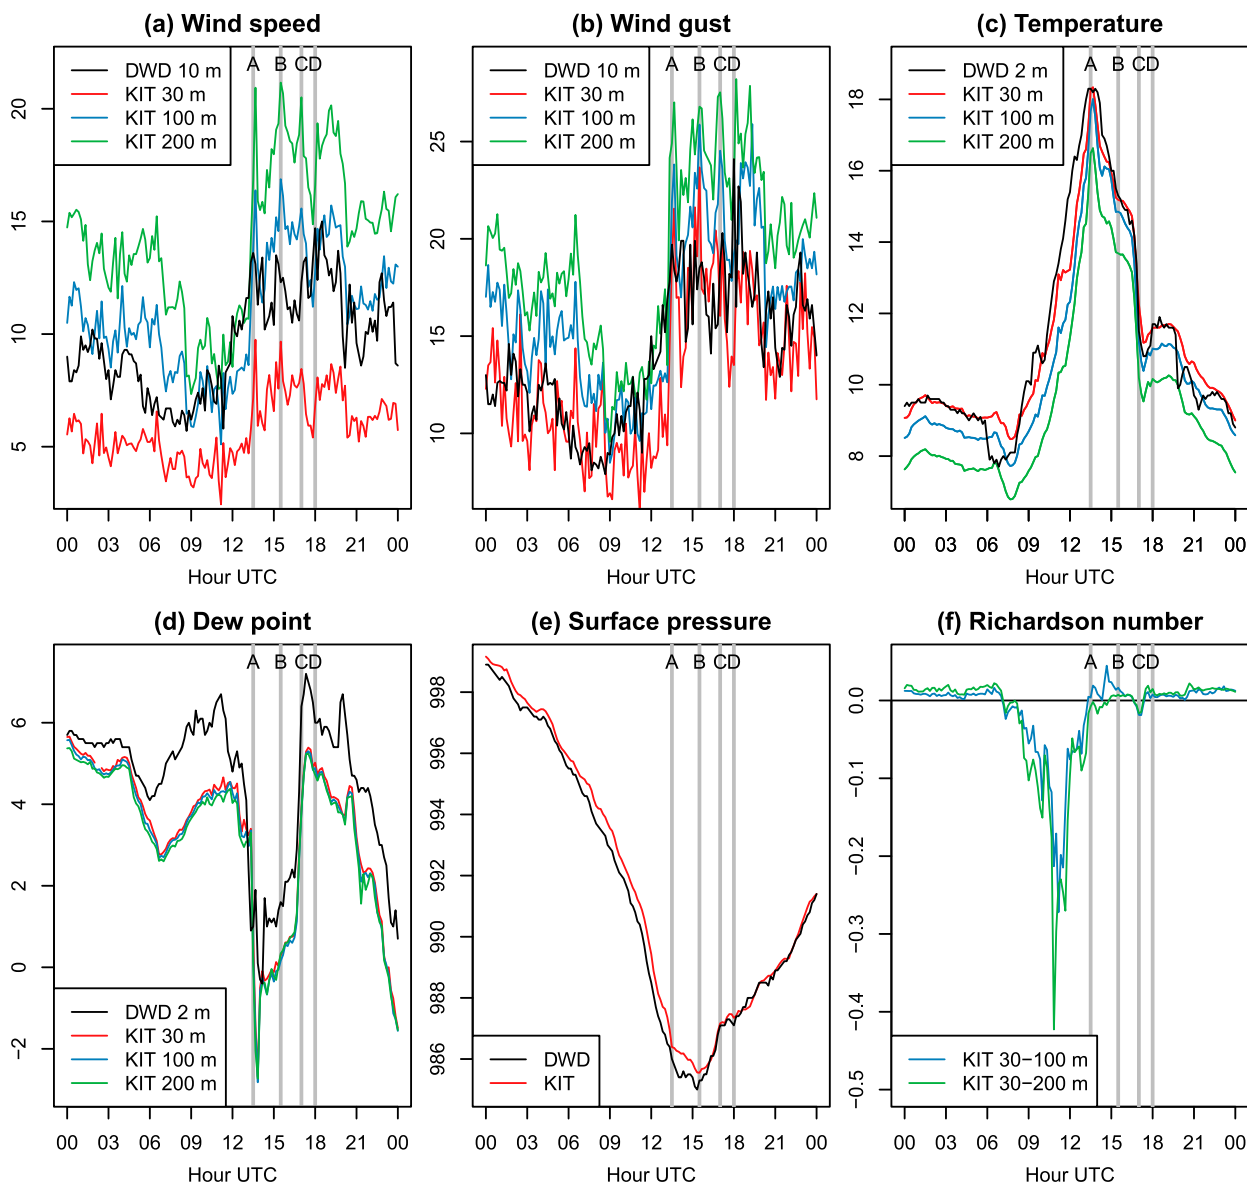 (a) Wind speed
DWD 10 m
KIT 30 m
KIT 100 m
KIT 200 m
A B C D
20
15
10
5
00 03 06 09 12 15 18 21 00
Hour UTC
(b) Wind gust
DWD 10 m
KIT 30 m
KIT 100 m
KIT 200 m
A B C D
25
20
15
10
00 03 06 09 12 15 18 21 00
Hour UTC
(c) Temperature
DWD 2 m
KIT 30 m
KIT 100 m
KIT 200 m
A B C D
18
16
14
12
10
8
00 03 06 09 12 15 18 21 00
Hour UTC
(d) Dew point
A B C D
6
4
2
0
−2
DWD 2 m
KIT 30 m
KIT 100 m
KIT 200 m
00 03 06 09 12 15 18 21 00
Hour UTC
(e) Surface pressure
A B C D
998
996
994
992
990
988
986
DWD
KIT
00 03 06 09 12 15 18 21 00
Hour UTC
(f) Richardson number
A B C D
0.0
−0.1
−0.2
−0.3
−0.4
−0.5
KIT 30−100 m
KIT 30−200 m
00 03 06 09 12 15 18 21 00
Hour UTC